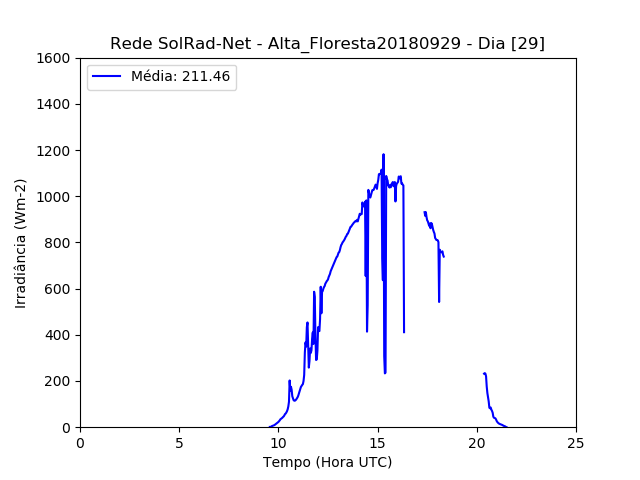 Rede SolRad-Net - Alta_Floresta20180929 - Dia [29]
Média: 211.46
1600
1400
1200
1000
800
600
400
200
0
Irradiância (Wm-2)
0 5 10 15 20 25
Tempo (Hora UTC)